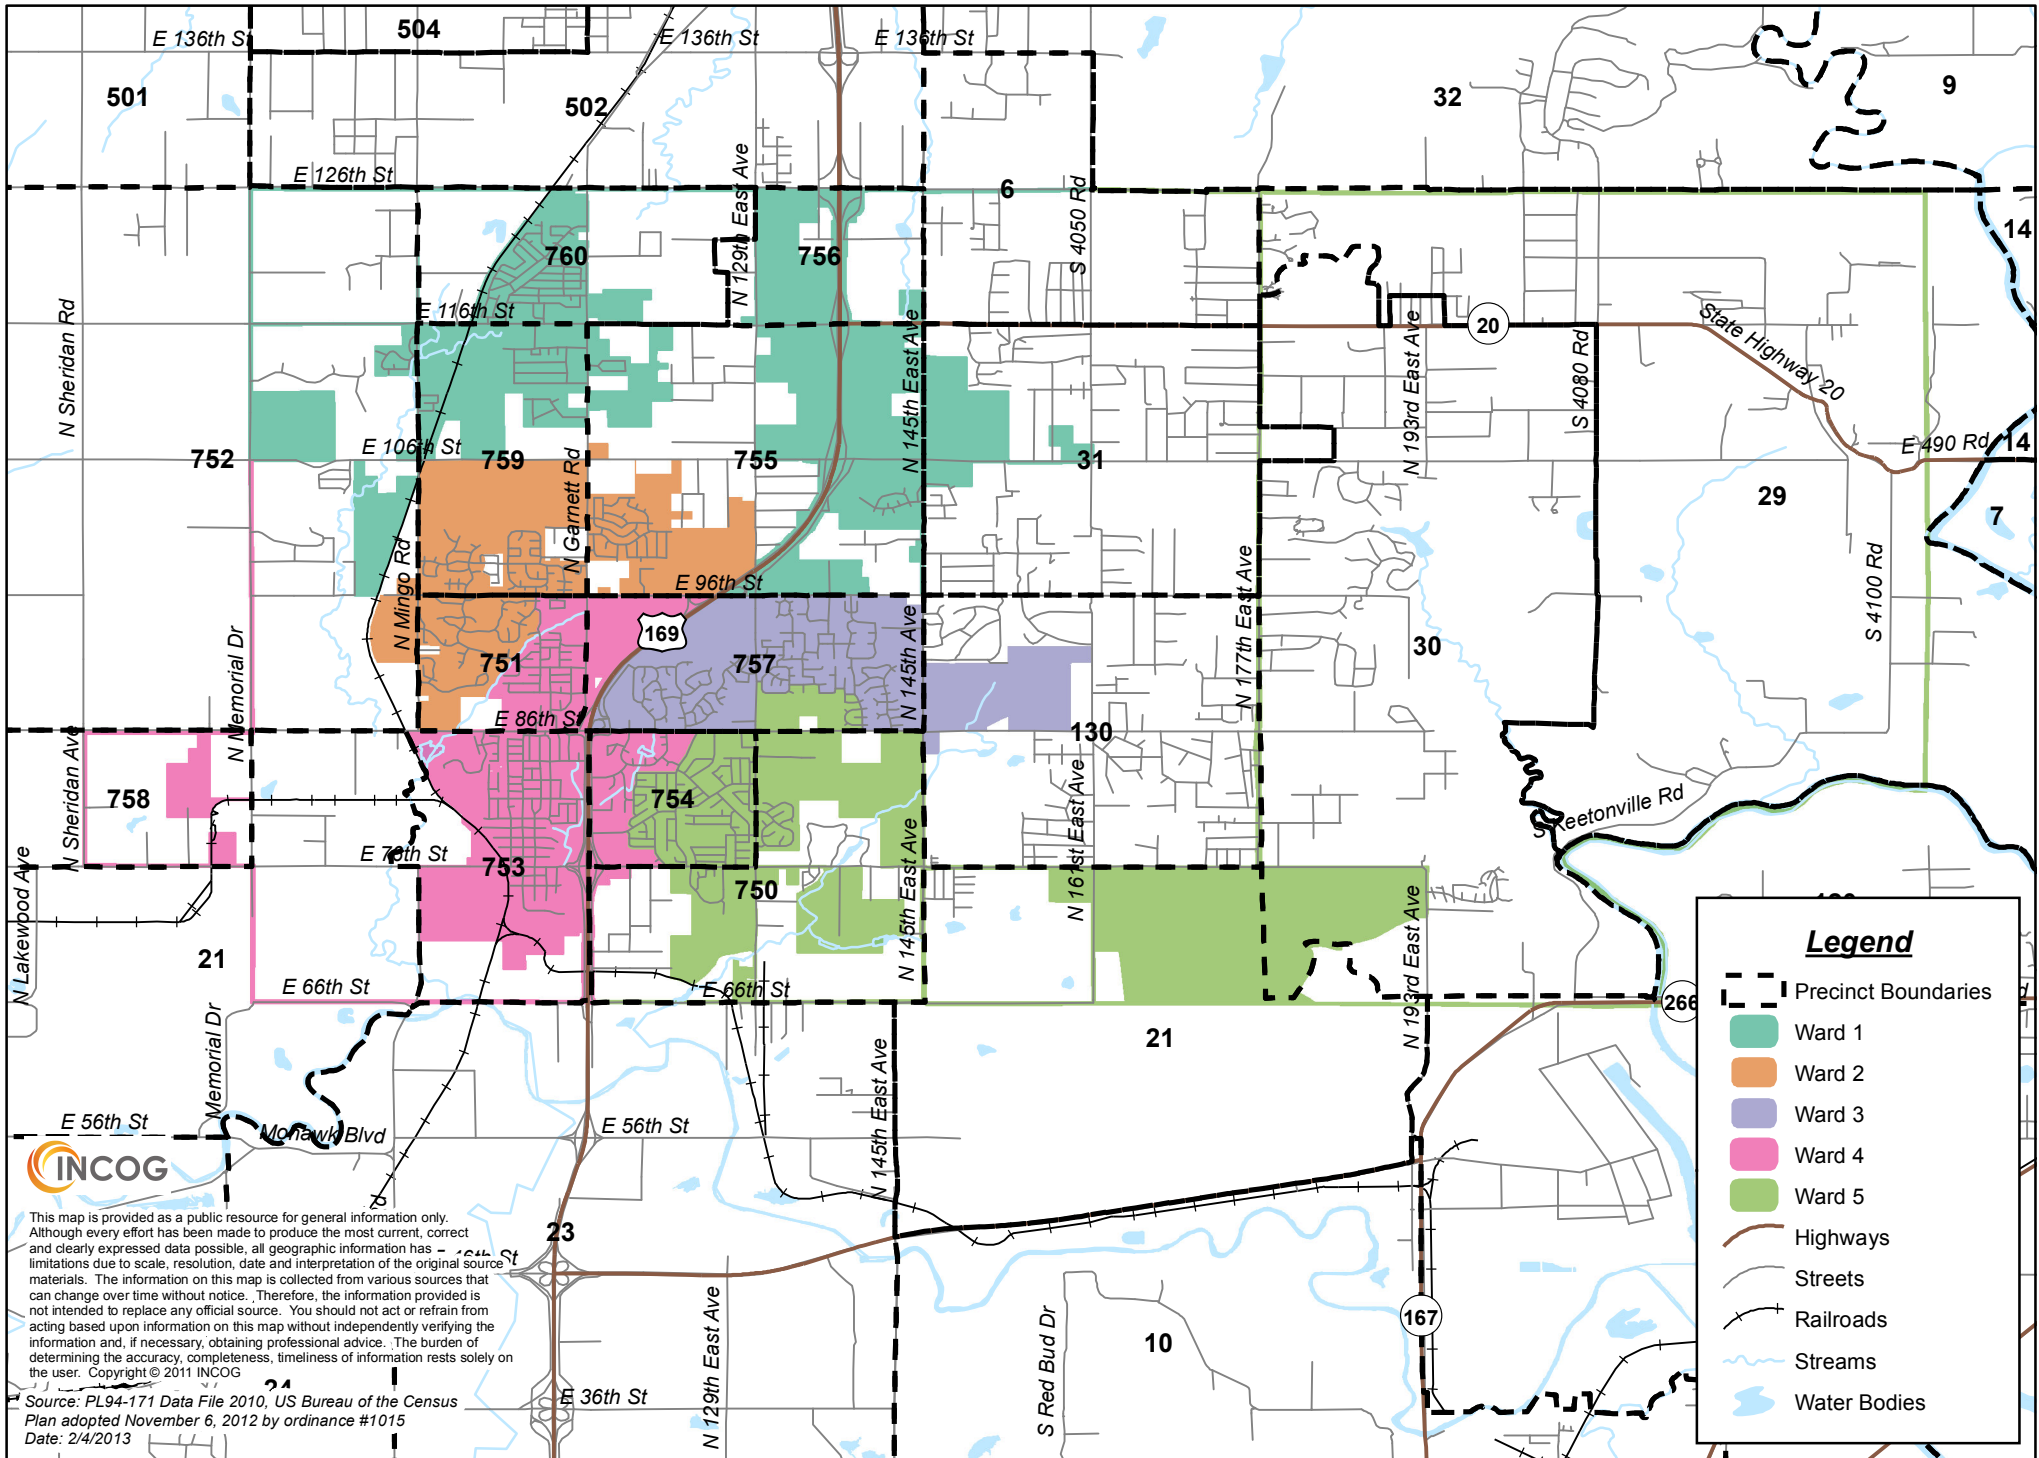 504
E 136th St
E 136th St
E 136th St
501
502
32
9
E 126th St
6
N 129th East Ave
S 4050 Rd
14
760
756
E 116th St
20
State Highway 20
N Sheridan Rd
N 145th East Ave
N 193rd East Ave
S 4080 Rd
E 106th St
752
759
755
31
E 490 Rd
14
N Garnett Rd
29
7
N Mingo Rd
E 96th St
N 177th East Ave
S 4100 Rd
169
N Memorial Dr
751
757
N 145th Ave
30
E 86th St
130
N Sheridan Ave
758
754
S Keetonville Rd
E 76th St
753
750
N 161st East Ave
N Lakewood Ave
N 145th East Ave
N 193rd East Ave
21
E 66th St
E 66th St
266
21
Memorial Dr
E 56th St
Mohawk Blvd
E 56th St
N 145th East Ave
INCOG
23
This map is provided as a public resource for general information only.
Although every effort has been made to produce the most current, correct
and clearly expressed data possible, all geographic information has
limitations due to scale, resolution, date and interpretation of the original source
materials. The information on this map is collected from various sources that
can change over time without notice. Therefore, the information provided is
not intended to replace any official source. You should not act or refrain from
acting based upon information on this map without independently verifying the
information and, if necessary, obtaining professional advice. The burden of
determining the accuracy, completeness, timeliness of information rests solely on
the user. Copyright © 2011 INCOG
Source: PL94-171 Data File 2010, US Bureau of the Census
Plan adopted November 6, 2012 by ordinance #1015
Date: 2/4/2013
N 129th East Ave
E 36th St
S Red Bud Dr
10
167
Legend
Precinct Boundaries
Ward 1
Ward 2
Ward 3
Ward 4
Ward 5
Highways
Streets
Railroads
Streams
Water Bodies